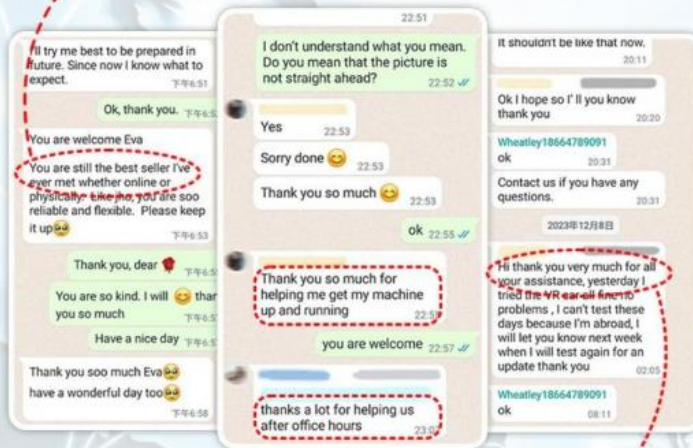 I'll try me best to be prepared in
future. Since now I know what to
expect. 下午6:51
Ok, thank you.
You are welcome Eva
You are still the best seller I've
ever met whether online or
physically. Like jho, you are soo
reliable and flexible. Please keep
it up🥹 下午6:53
Thank you, dear 🌹
You are so kind. I will 😊
you so much
Have a nice day
Thank you soo much Eva🥹
have a wonderful day too🥹
下午6:58
22:51
I don't understand what you mean.
Do you mean that the picture is
not straight ahead? 22:52
Yes 22:53
Sorry done 😊 22:53
Thank you so much 😊 22:53
ok 22:55
Thank you so much for
helping me get my machine
up and running
you are welcome 22:57
thanks a lot for helping us
after office hours
It shouldn't be like that now.
20:11
Ok I hope so I' ll you know
thank you 20:20
Wheatley18664789091
ok 20:31
Contact us if you have any
questions. 20:31
2023年12月8日
Hi thank you very much for all
your assistance, yesterday I
tried the VR car all fine no
problems , I can't test these
days because I'm abroad, I
will let you know next week
when I will test again for an
update thank you 02:05
Wheatley18664789091
ok 08:11